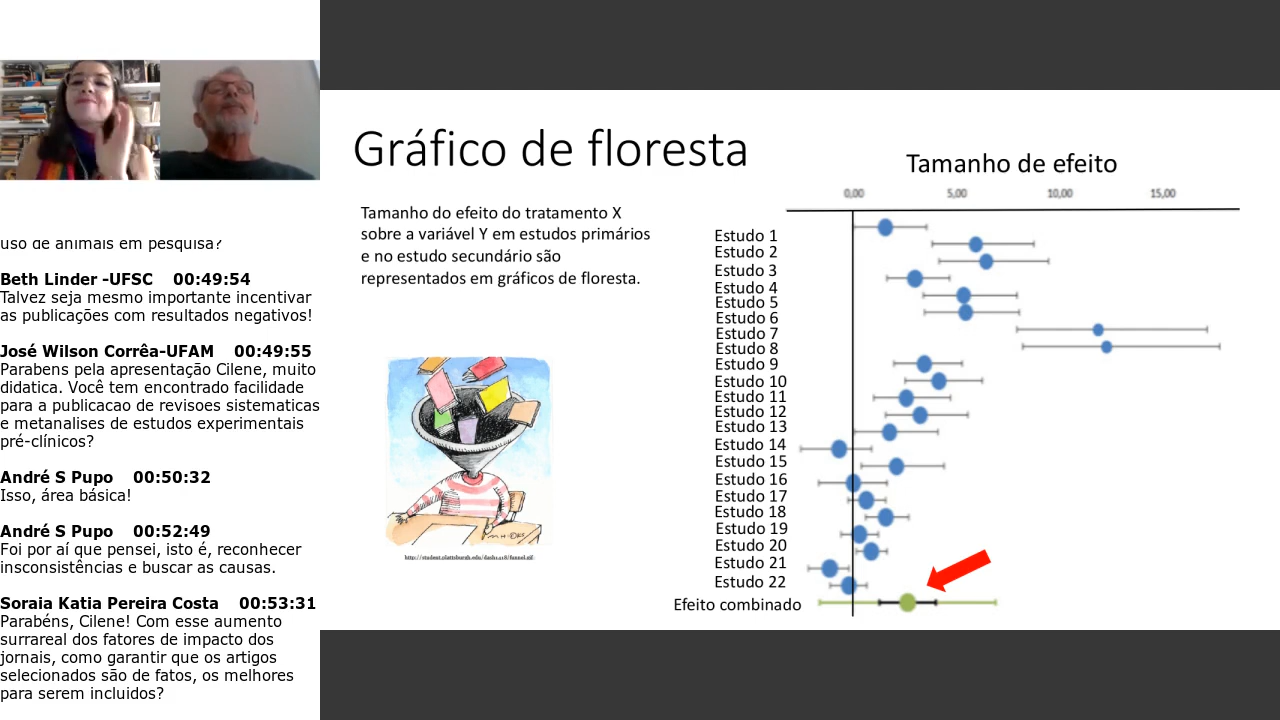 uso de animais em pesquisa?
Beth Linder -UFSC 00:49:54
Talvez seja mesmo importante incentivar
as publicações com resultados negativos!
José Wilson Corrêa-UFAM 00:49:55
Parabens pela apresentação Cilene, muito
didatica. Você tem encontrado facilidade
para a publicacao de revisoes sistematicas
e metanalises de estudos experimentais
pré-clínicos?
André S Pupo 00:50:32
Isso, área básica!
André S Pupo 00:52:49
Foi por aí que pensei, isto é, reconhecer
insconsistências e buscar as causas.
Soraia Katia Pereira Costa 00:53:31
Parabéns, Cilene! Com esse aumento
surrareal dos fatores de impacto dos
jornais, como garantir que os artigos
selecionados são de fatos, os melhores
para serem incluidos?
Gráfico de floresta
Tamanho do efeito do tratamento X
sobre a variável Y em estudos primários
e no estudo secundário são
representados em gráficos de floresta.
Tamanho de efeito
0,00 5,00 10,00 15,00
Estudo 1
Estudo 2
Estudo 3
Estudo 4
Estudo 5
Estudo 6
Estudo 7
Estudo 8
Estudo 9
Estudo 10
Estudo 11
Estudo 12
Estudo 13
Estudo 14
Estudo 15
Estudo 16
Estudo 17
Estudo 18
Estudo 19
Estudo 20
Estudo 21
Estudo 22
Efeito combinado